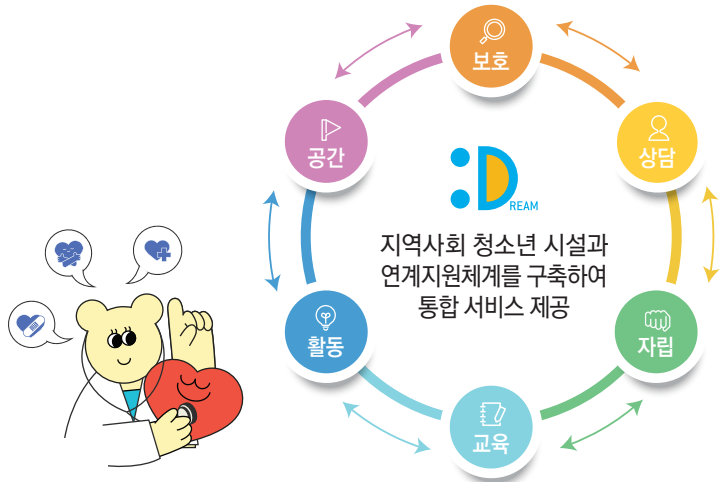 보호
상담
자립
교육
활동
공간
:DREAM
지역사회 청소년 시설과
연계지원체계를 구축하여
통합 서비스 제공